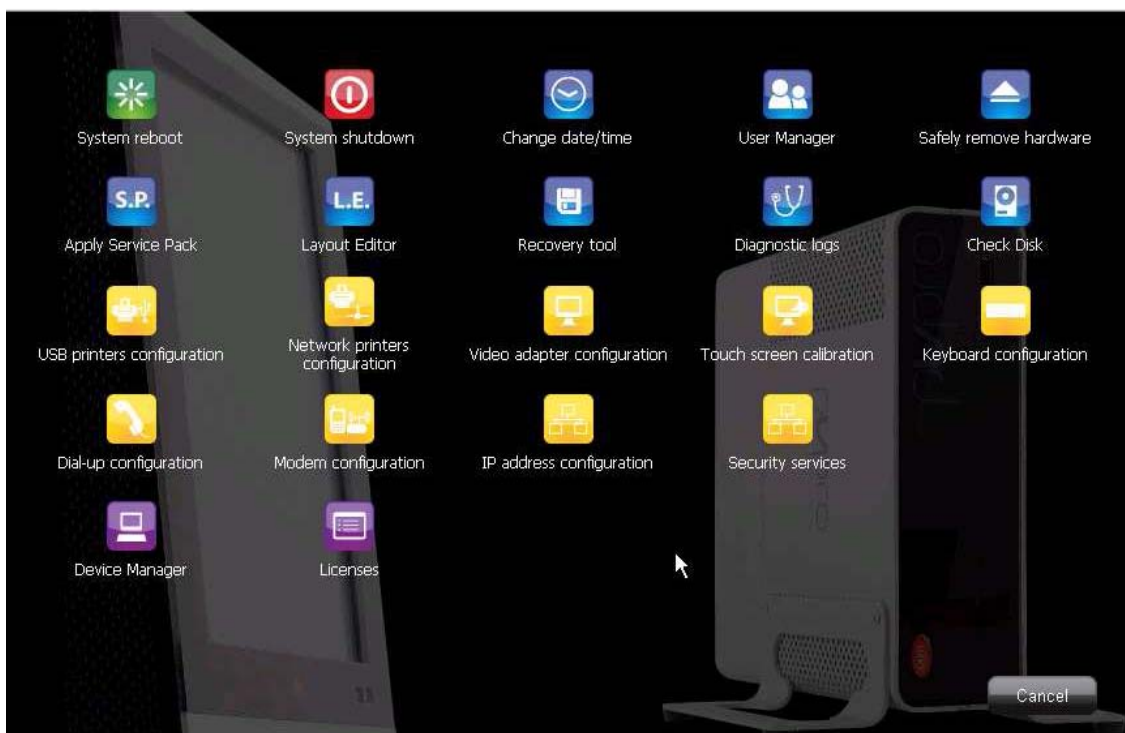 System reboot
System shutdown
Change date/time
User Manager
Safely remove hardware
S.P.
L.E.
Apply Service Pack
Layout Editor
Recovery tool
Diagnostic logs
Check Disk
USB printers configuration
Network printers
configuration
Video adapter configuration
Touch screen calibration
Keyboard configuration
Dial-up configuration
Modem configuration
IP address configuration
Security services
Device Manager
Licenses
Cancel